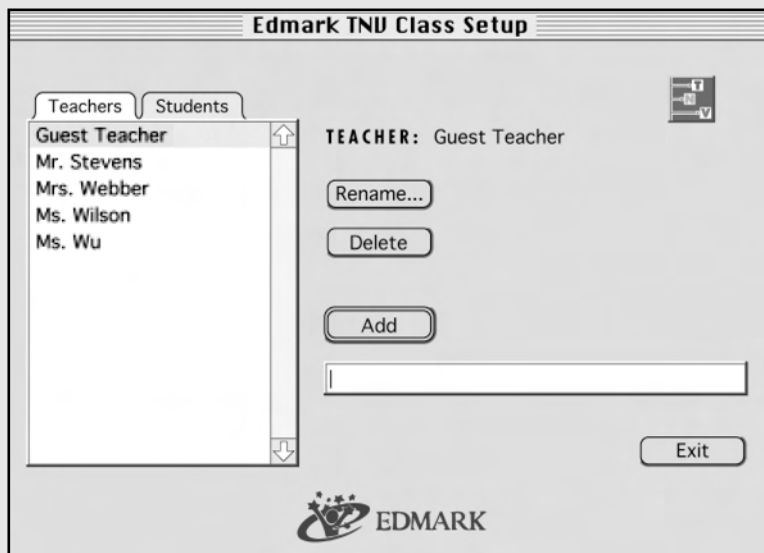 Edmark TNV Class Setup
T
N
V
Teachers
Students
Guest Teacher
Mr. Stevens
Mrs. Webber
Ms. Wilson
Ms. Wu
TEACHER: Guest Teacher
Rename...
Delete
Add
Exit
EDMARK